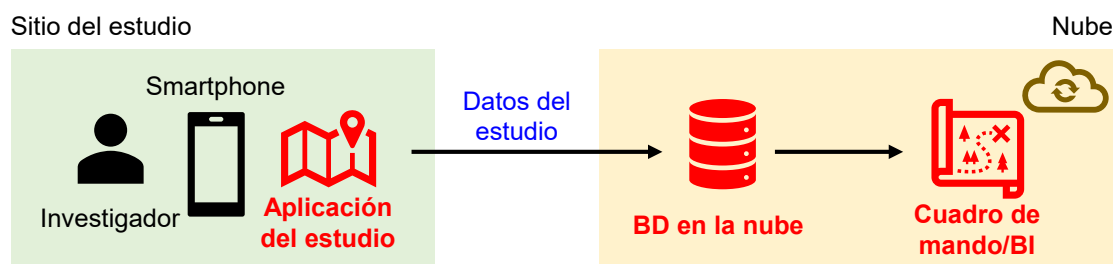 Sitio del estudio
Nube
Smartphone
Datos del
estudio
Investigador
Aplicación
del estudio
BD en la nube
Cuadro de
mando/BI